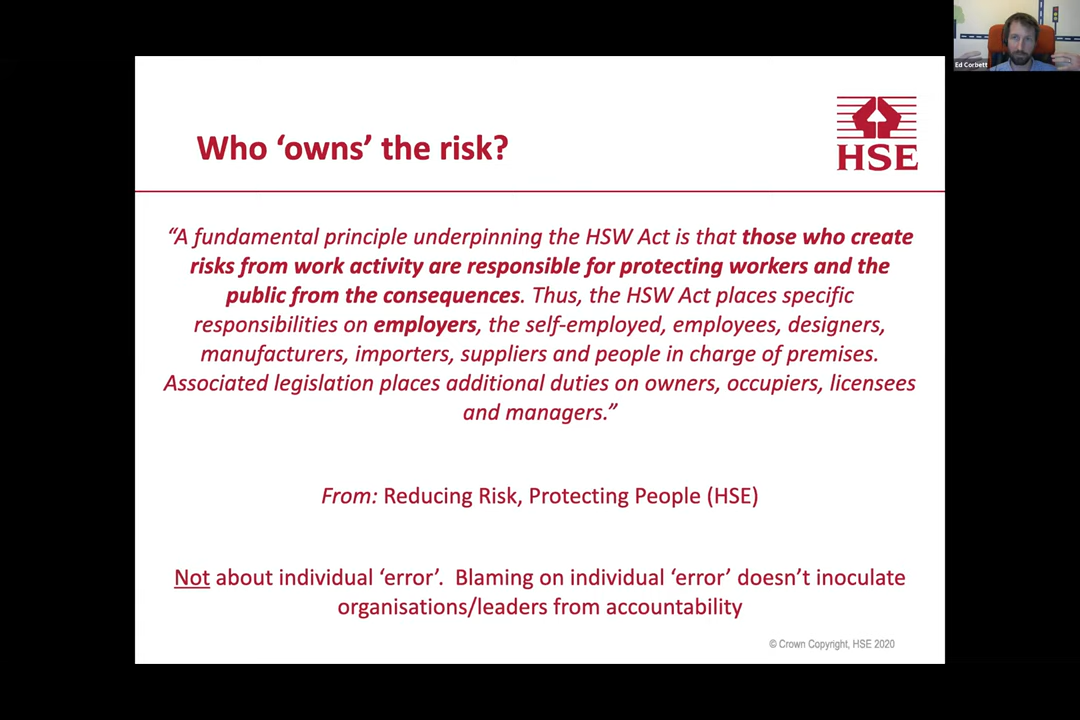 Ed Corbett
Who ‘owns’ the risk?
HSE
“A fundamental principle underpinning the HSW Act is that those who create
risks from work activity are responsible for protecting workers and the
public from the consequences. Thus, the HSW Act places specific
responsibilities on employers, the self-employed, employees, designers,
manufacturers, importers, suppliers and people in charge of premises.
Associated legislation places additional duties on owners, occupiers, licensees
and managers.”
From: Reducing Risk, Protecting People (HSE)
Not about individual ‘error’. Blaming on individual ‘error’ doesn’t inoculate
organisations/leaders from accountability
© Crown Copyright, HSE 2020